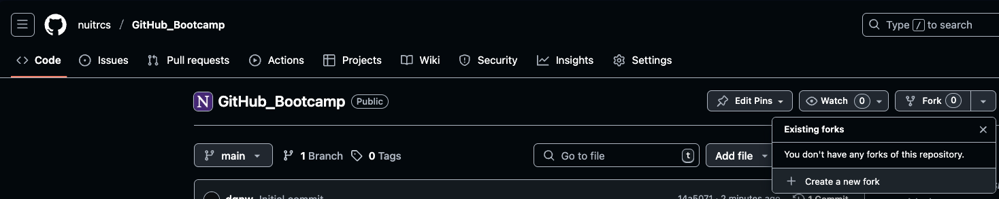 nuitrcs / GitHub_Bootcamp
Type / to search
Code Issues Pull requests Actions Projects Wiki Security Insights Settings
N GitHub_Bootcamp Public
Edit Pins Watch 0 Fork 0
Existing forks
You don't have any forks of this repository.
Create a new fork
main 1 Branch 0 Tags Go to file t Add file
Initial commit 14a5071 · 2 minutes ago 1 Commit